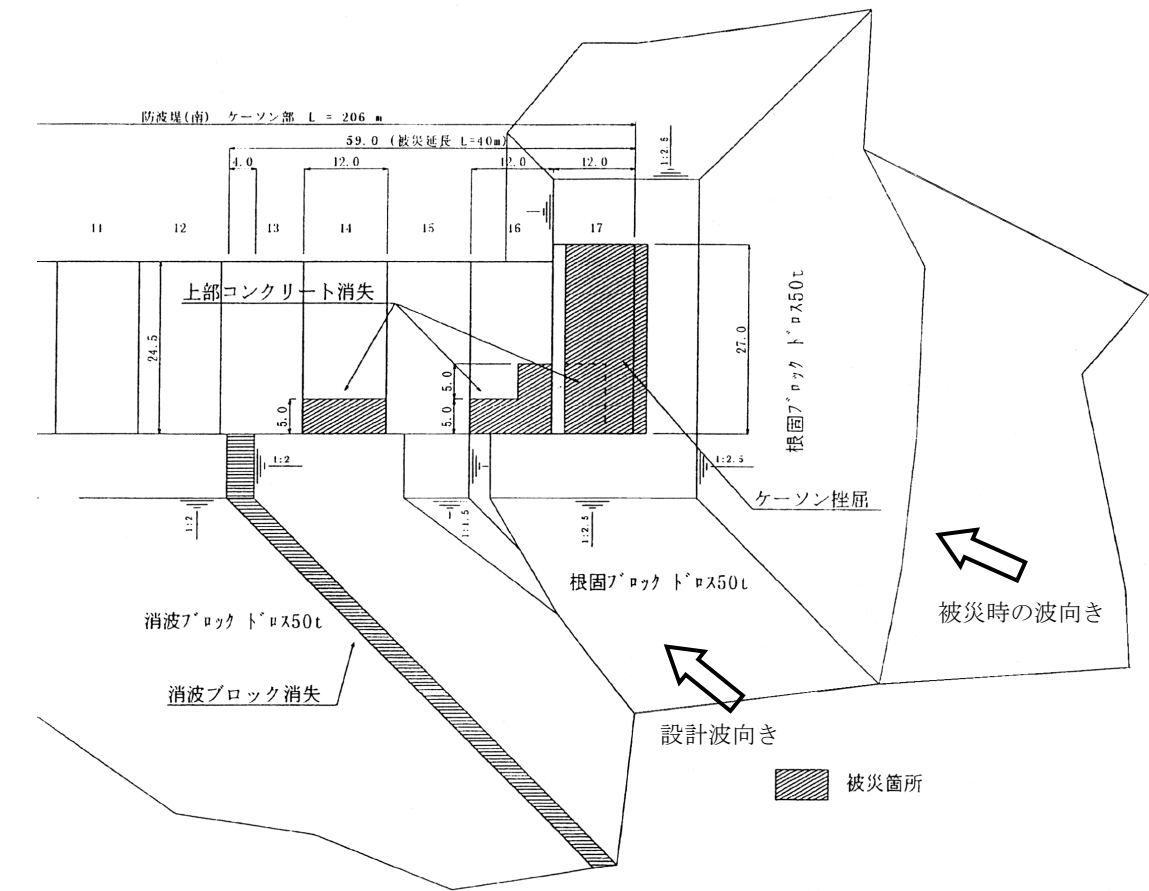 防波堤(南) ケーソン部 L = 206 m
59.0 (被災延長 L=40m)
4.0
12.0
12.0
12.0
1:2.5
11
12
13
14
15
16
17
上部コンクリート消失
24.5
5.0
5.0
5.0
27.0
根固ブロック ドロス50t
1:2
1:2
1:1.5
1:2.5
1:2.5
ケーソン挫屈
根固ブロック ドロス50t
消波ブロック ドロス50t
消波ブロック消失
被災時の波向き
設計波向き
被災箇所